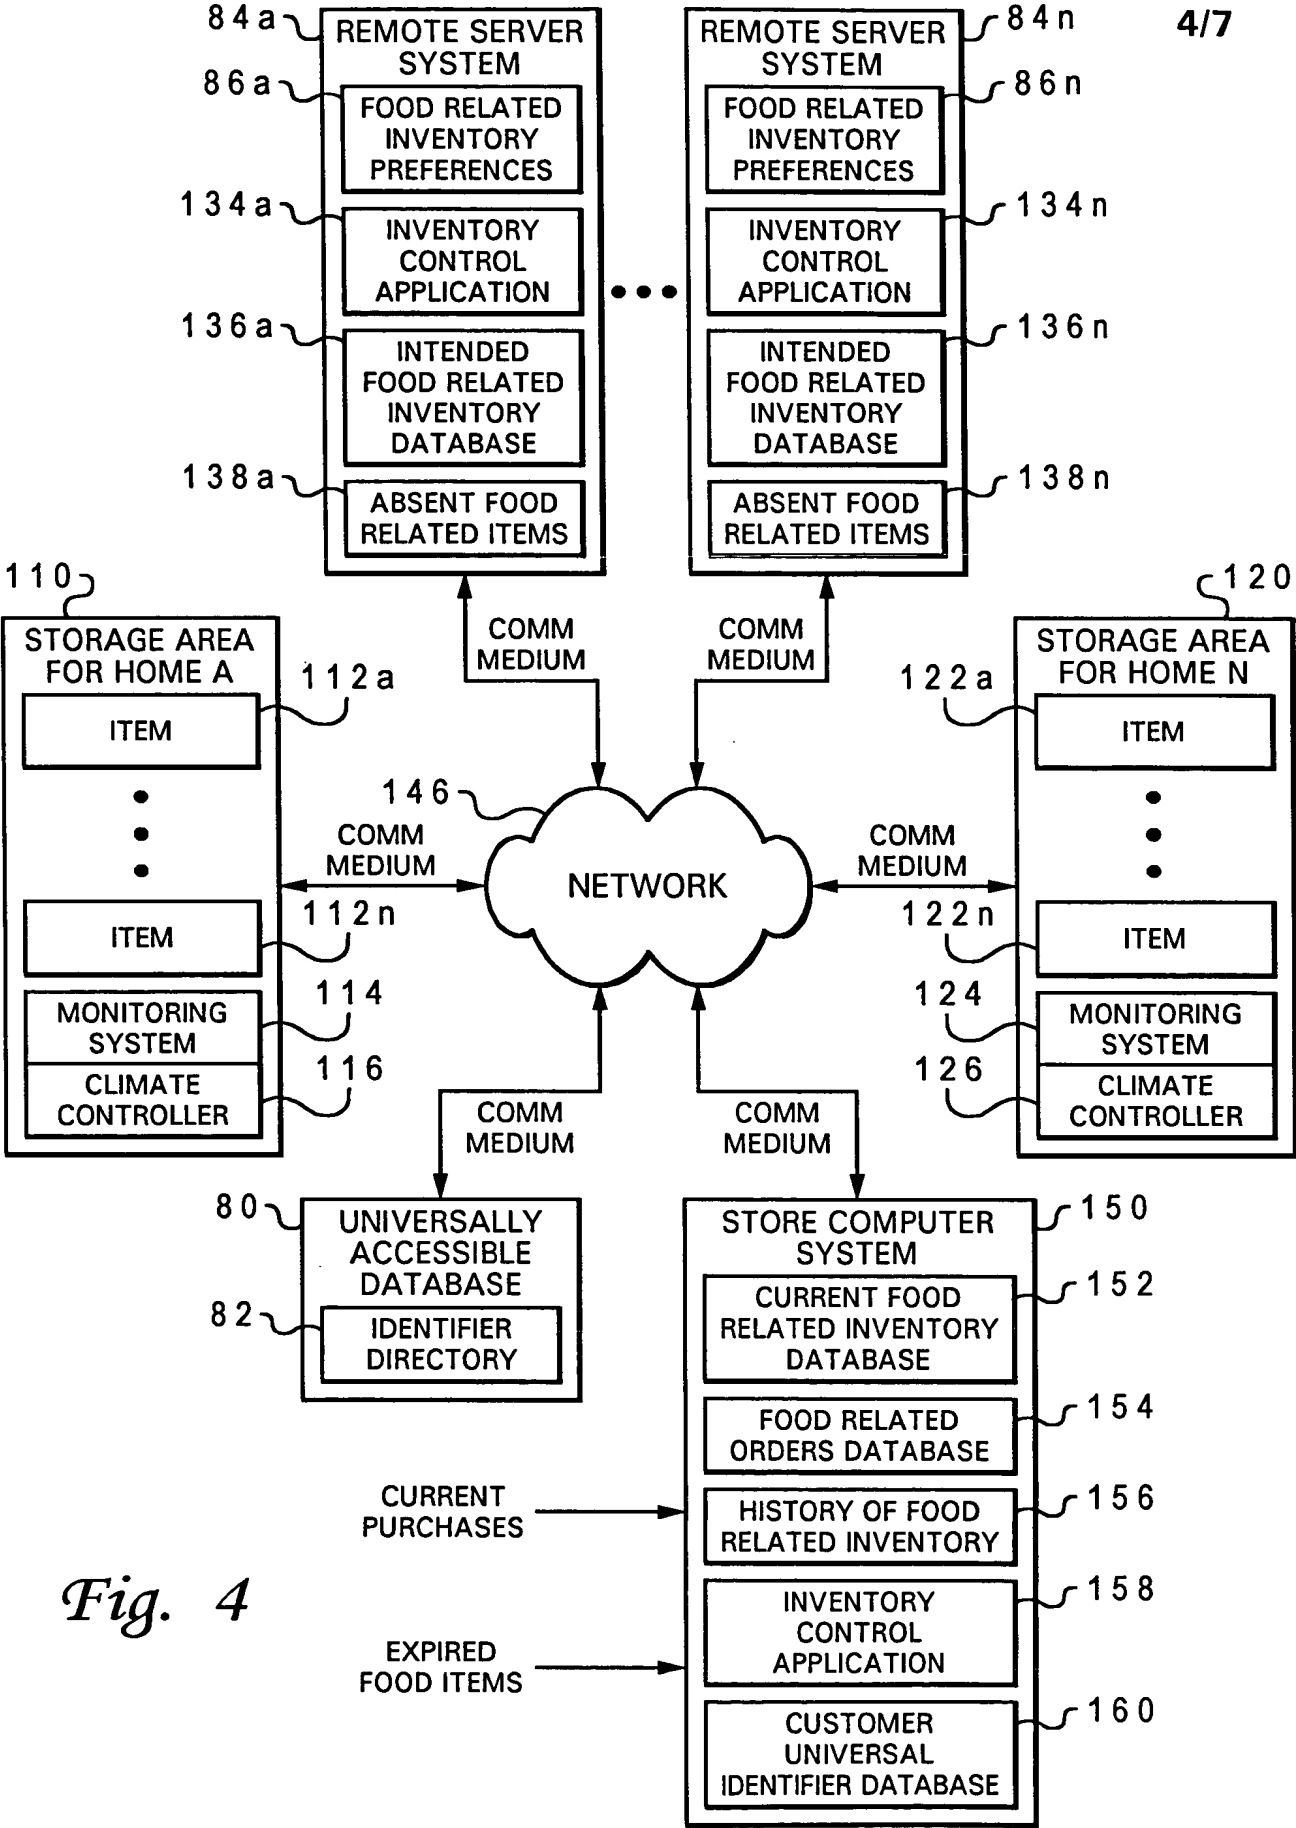 4/7
84a
REMOTE SERVER
SYSTEM
86a
FOOD RELATED
INVENTORY
PREFERENCES
134a
INVENTORY
CONTROL
APPLICATION
136a
INTENDED
FOOD RELATED
INVENTORY
DATABASE
138a
ABSENT FOOD
RELATED ITEMS
84n
REMOTE SERVER
SYSTEM
86n
FOOD RELATED
INVENTORY
PREFERENCES
134n
INVENTORY
CONTROL
APPLICATION
136n
INTENDED
FOOD RELATED
INVENTORY
DATABASE
138n
ABSENT FOOD
RELATED ITEMS
COMM
MEDIUM
COMM
MEDIUM
110
STORAGE AREA
FOR HOME A
112a
ITEM
112n
ITEM
114
MONITORING
SYSTEM
116
CLIMATE
CONTROLLER
COMM
MEDIUM
146
NETWORK
COMM
MEDIUM
120
STORAGE AREA
FOR HOME N
122a
ITEM
122n
ITEM
124
MONITORING
SYSTEM
126
CLIMATE
CONTROLLER
COMM
MEDIUM
COMM
MEDIUM
80
UNIVERSALLY
ACCESSIBLE
DATABASE
82
IDENTIFIER
DIRECTORY
150
STORE COMPUTER
SYSTEM
152
CURRENT FOOD
RELATED INVENTORY
DATABASE
154
FOOD RELATED
ORDERS DATABASE
156
HISTORY OF FOOD
RELATED INVENTORY
158
INVENTORY
CONTROL
APPLICATION
160
CUSTOMER
UNIVERSAL
IDENTIFIER DATABASE
CURRENT
PURCHASES
EXPIRED
FOOD ITEMS
Fig. 4